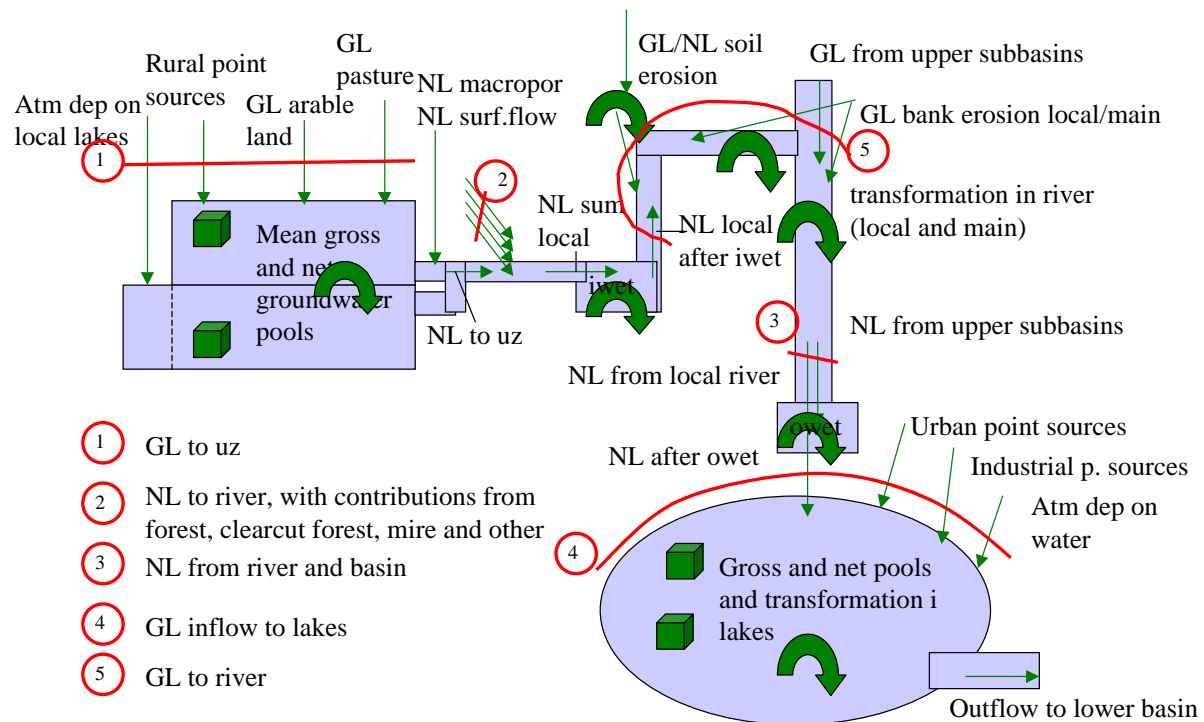 GL
pasture
Rural point
sources
Atm dep on
local lakes
GL arable
land
NL macropor
NL surf.flow
GL/NL soil
erosion
GL from upper subbasins
GL bank erosion local/main
1
2
5
Mean gross
and net
groundwater
pools
NL sum
local
NL local
after iwet
transformation in river
(local and main)
iwet
NL to uz
3
NL from upper subbasins
NL from local river
owet
Urban point sources
NL after owet
Industrial p. sources
Atm dep on
water
4
Gross and net pools
and transformation i
lakes
Outflow to lower basin
1 GL to uz
2 NL to river, with contributions from
forest, clearcut forest, mire and other
3 NL from river and basin
4 GL inflow to lakes
5 GL to river